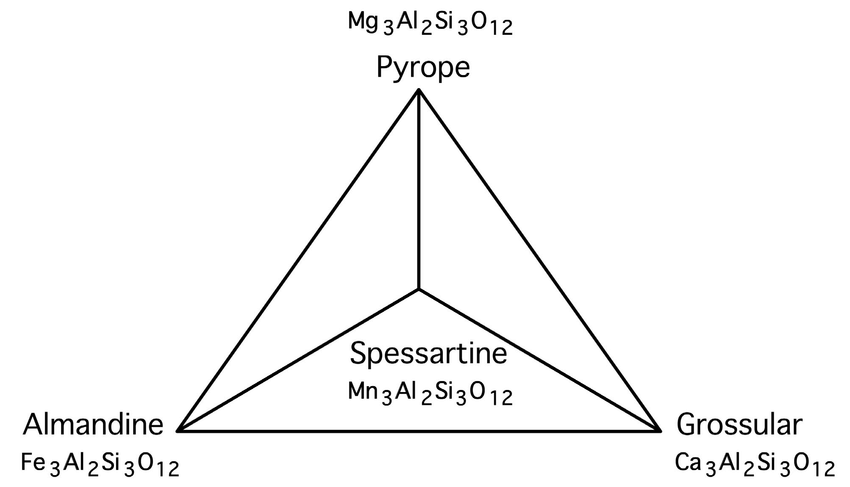 Mg3Al2Si3O12
Pyrope
Spessartine
Mn3Al2Si3O12
Almandine
Fe3Al2Si3O12
Grossular
Ca3Al2Si3O12